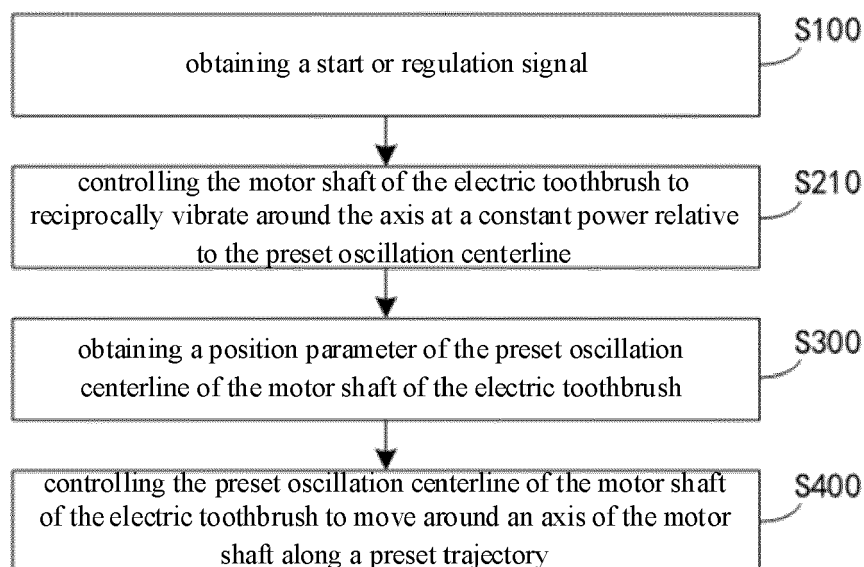 S100
obtaining a start or regulation signal
S210
controlling the motor shaft of the electric toothbrush to
reciprocally vibrate around the axis at a constant power relative
to the preset oscillation centerline
S300
obtaining a position parameter of the preset oscillation
centerline of the motor shaft of the electric toothbrush
S400
controlling the preset oscillation centerline of the motor shaft
of the electric toothbrush to move around an axis of the motor
shaft along a preset trajectory